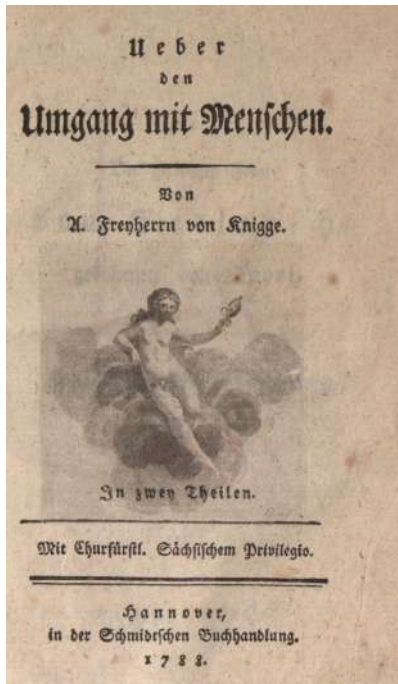 Ueber
den
Umgang mit Menschen.
Von
A. Freyherrn von Knigge.
In zwey Theilen.
Mit Churfürstl. Sächsischem Privilegio.
Hannover,
in der Schmidtschen Buchhandlung.
1788.